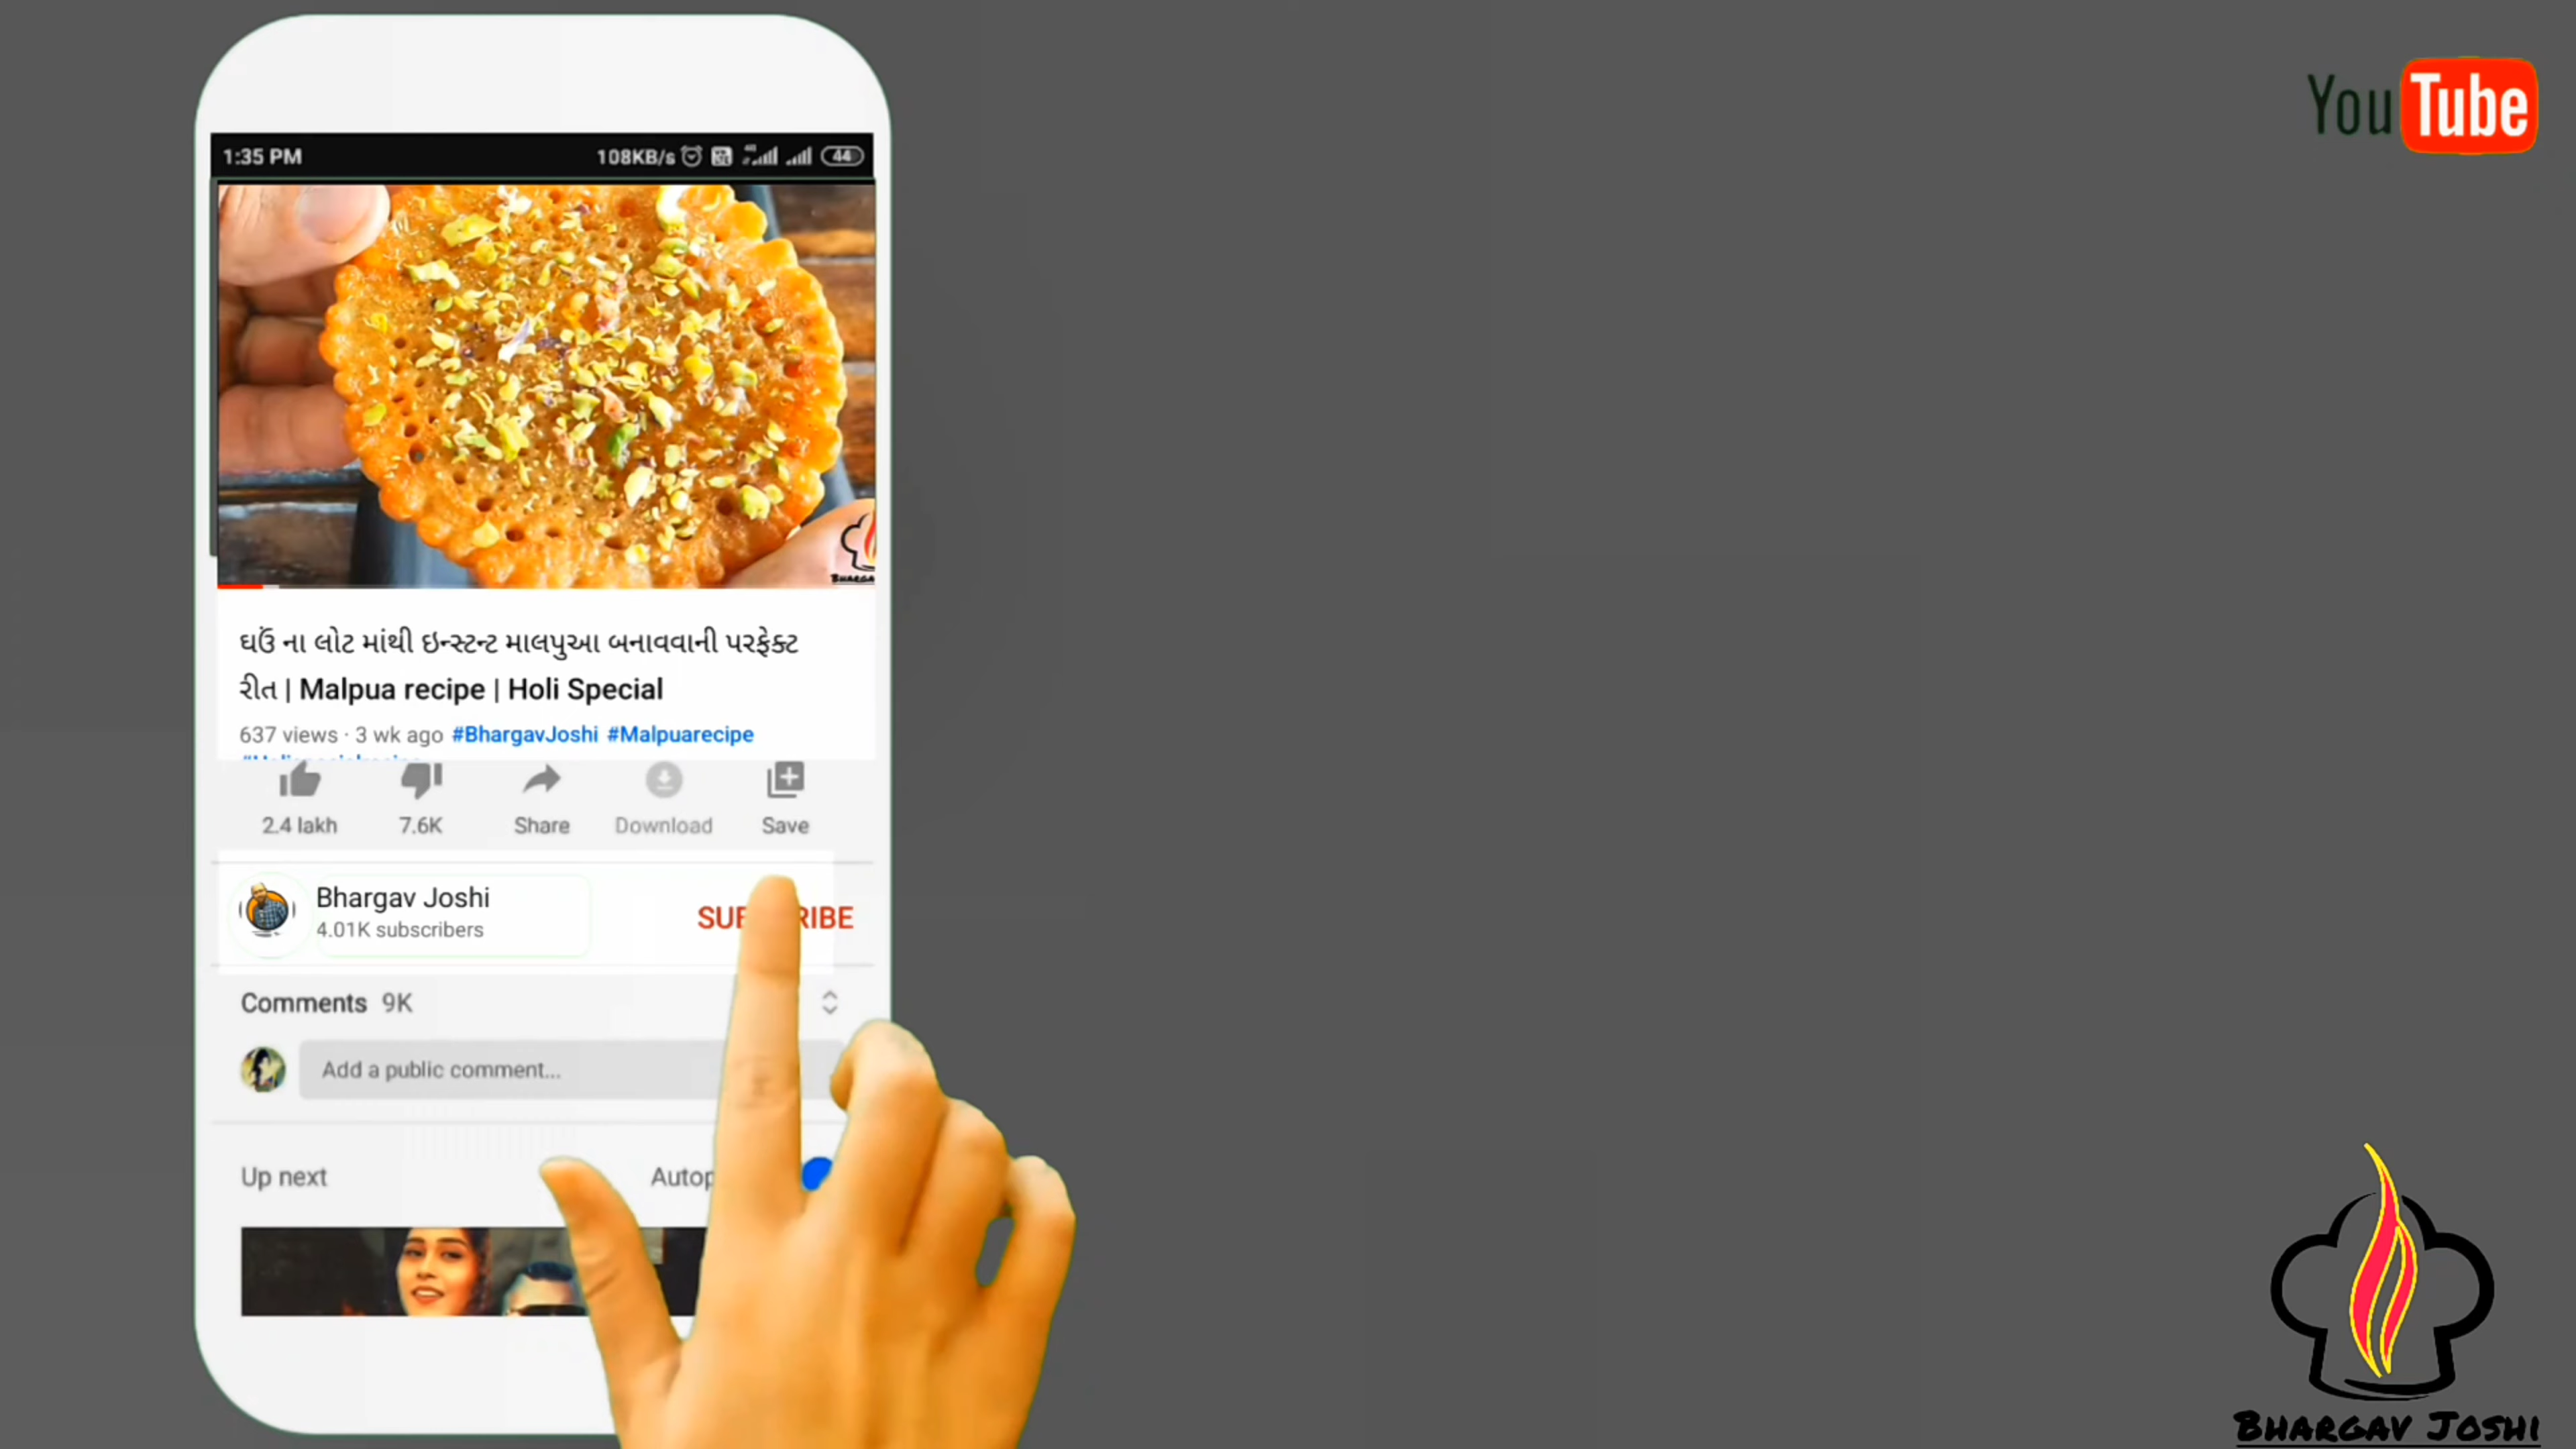 YouTube
1:35 PM
108KB/s
4G
44
ઘઉં ના લોટ માંથી ઇન્સ્ટન્ટ માલપુઆ બનાવવાની પરફેક્ટ
રીત | Malpua recipe | Holi Special
637 views · 3 wk ago #BhargavJoshi #Malpuarecipe
2.4 lakh 7.6K Share Download Save
Bhargav Joshi
4.01K subscribers
Comments 9K
Add a public comment...
Up next
BHARGAV JOSHI